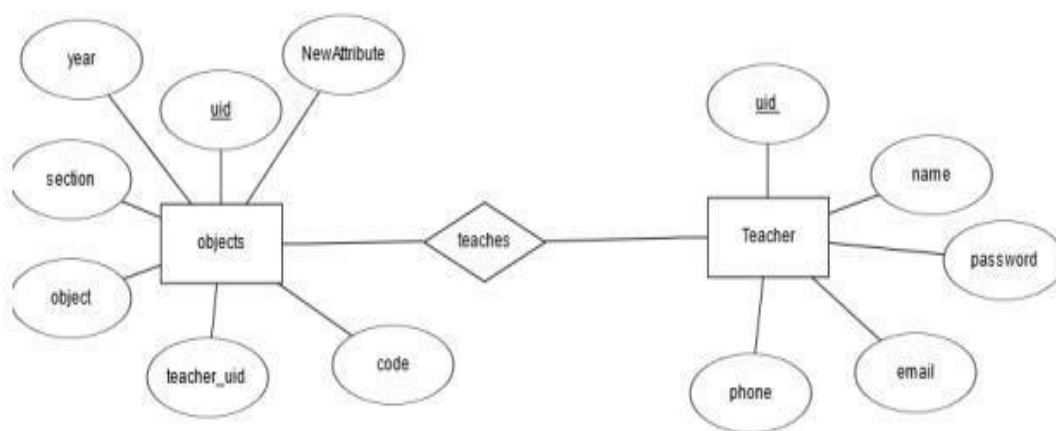 year
NewAttribute
uid
section
objects
object
teacher_uid
code
teaches
uid
name
Teacher
password
email
phone